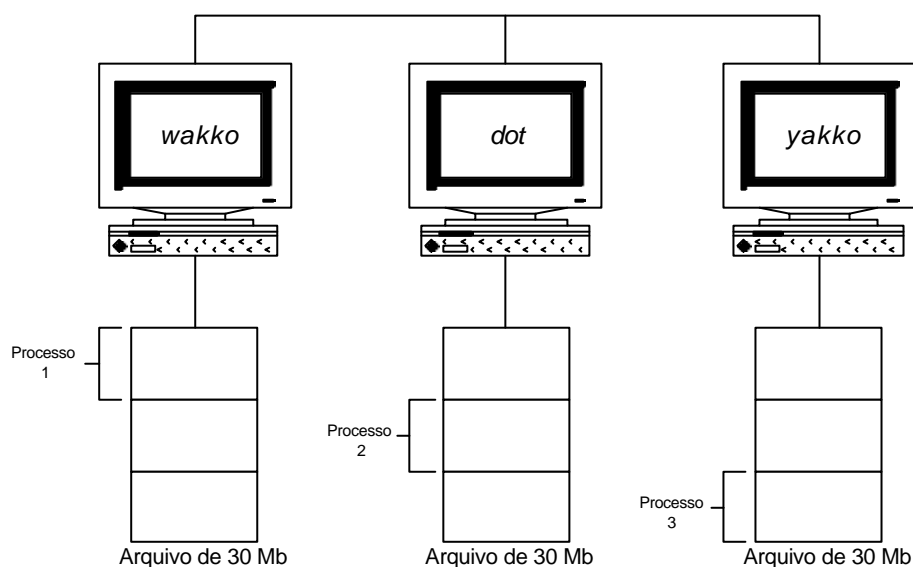 wakko
dot
yakko
Processo
1
Processo
2
Processo
3
Arquivo de 30 Mb
Arquivo de 30 Mb
Arquivo de 30 Mb